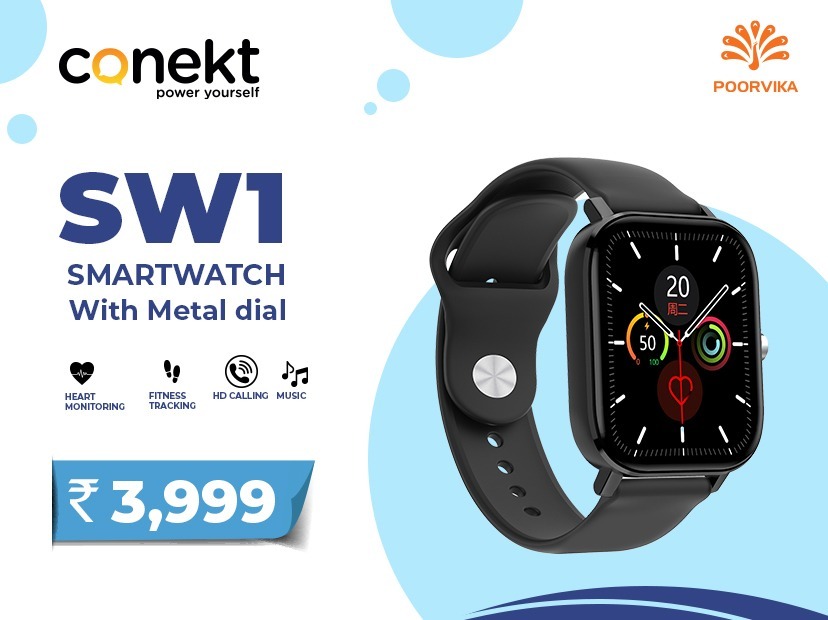 conekt
power yourself
POORVIKA
SW1
SMARTWATCH
With Metal dial
HEART
MONITORING
FITNESS
TRACKING
HD CALLING
MUSIC
₹ 3,999
20
周二
50
0
100